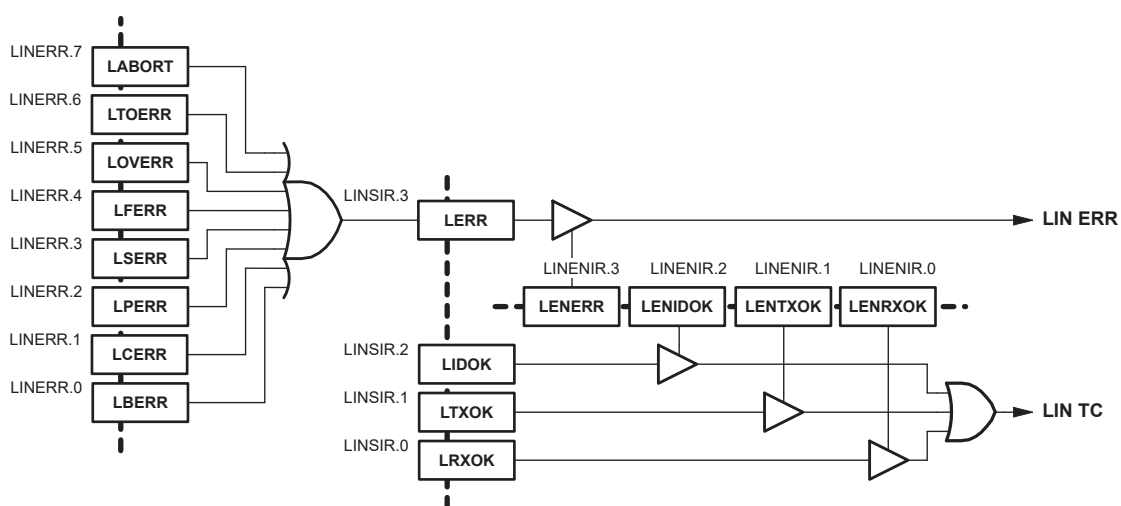 LINERR.7
LABORT
LINERR.6
LTOERR
LINERR.5
LOVERR
LINERR.4
LFERR
LINERR.3
LSERR
LINERR.2
LPERR
LINERR.1
LCERR
LINERR.0
LBERR
LINSIR.3
LERR
LIN ERR
LINENIR.3 LINENIR.2 LINENIR.1 LINENIR.0
LENERR LENIDOK LENTXOK LENRXOK
LINSIR.2
LIDOK
LINSIR.1
LTXOK
LIN TC
LINSIR.0
LRXOK